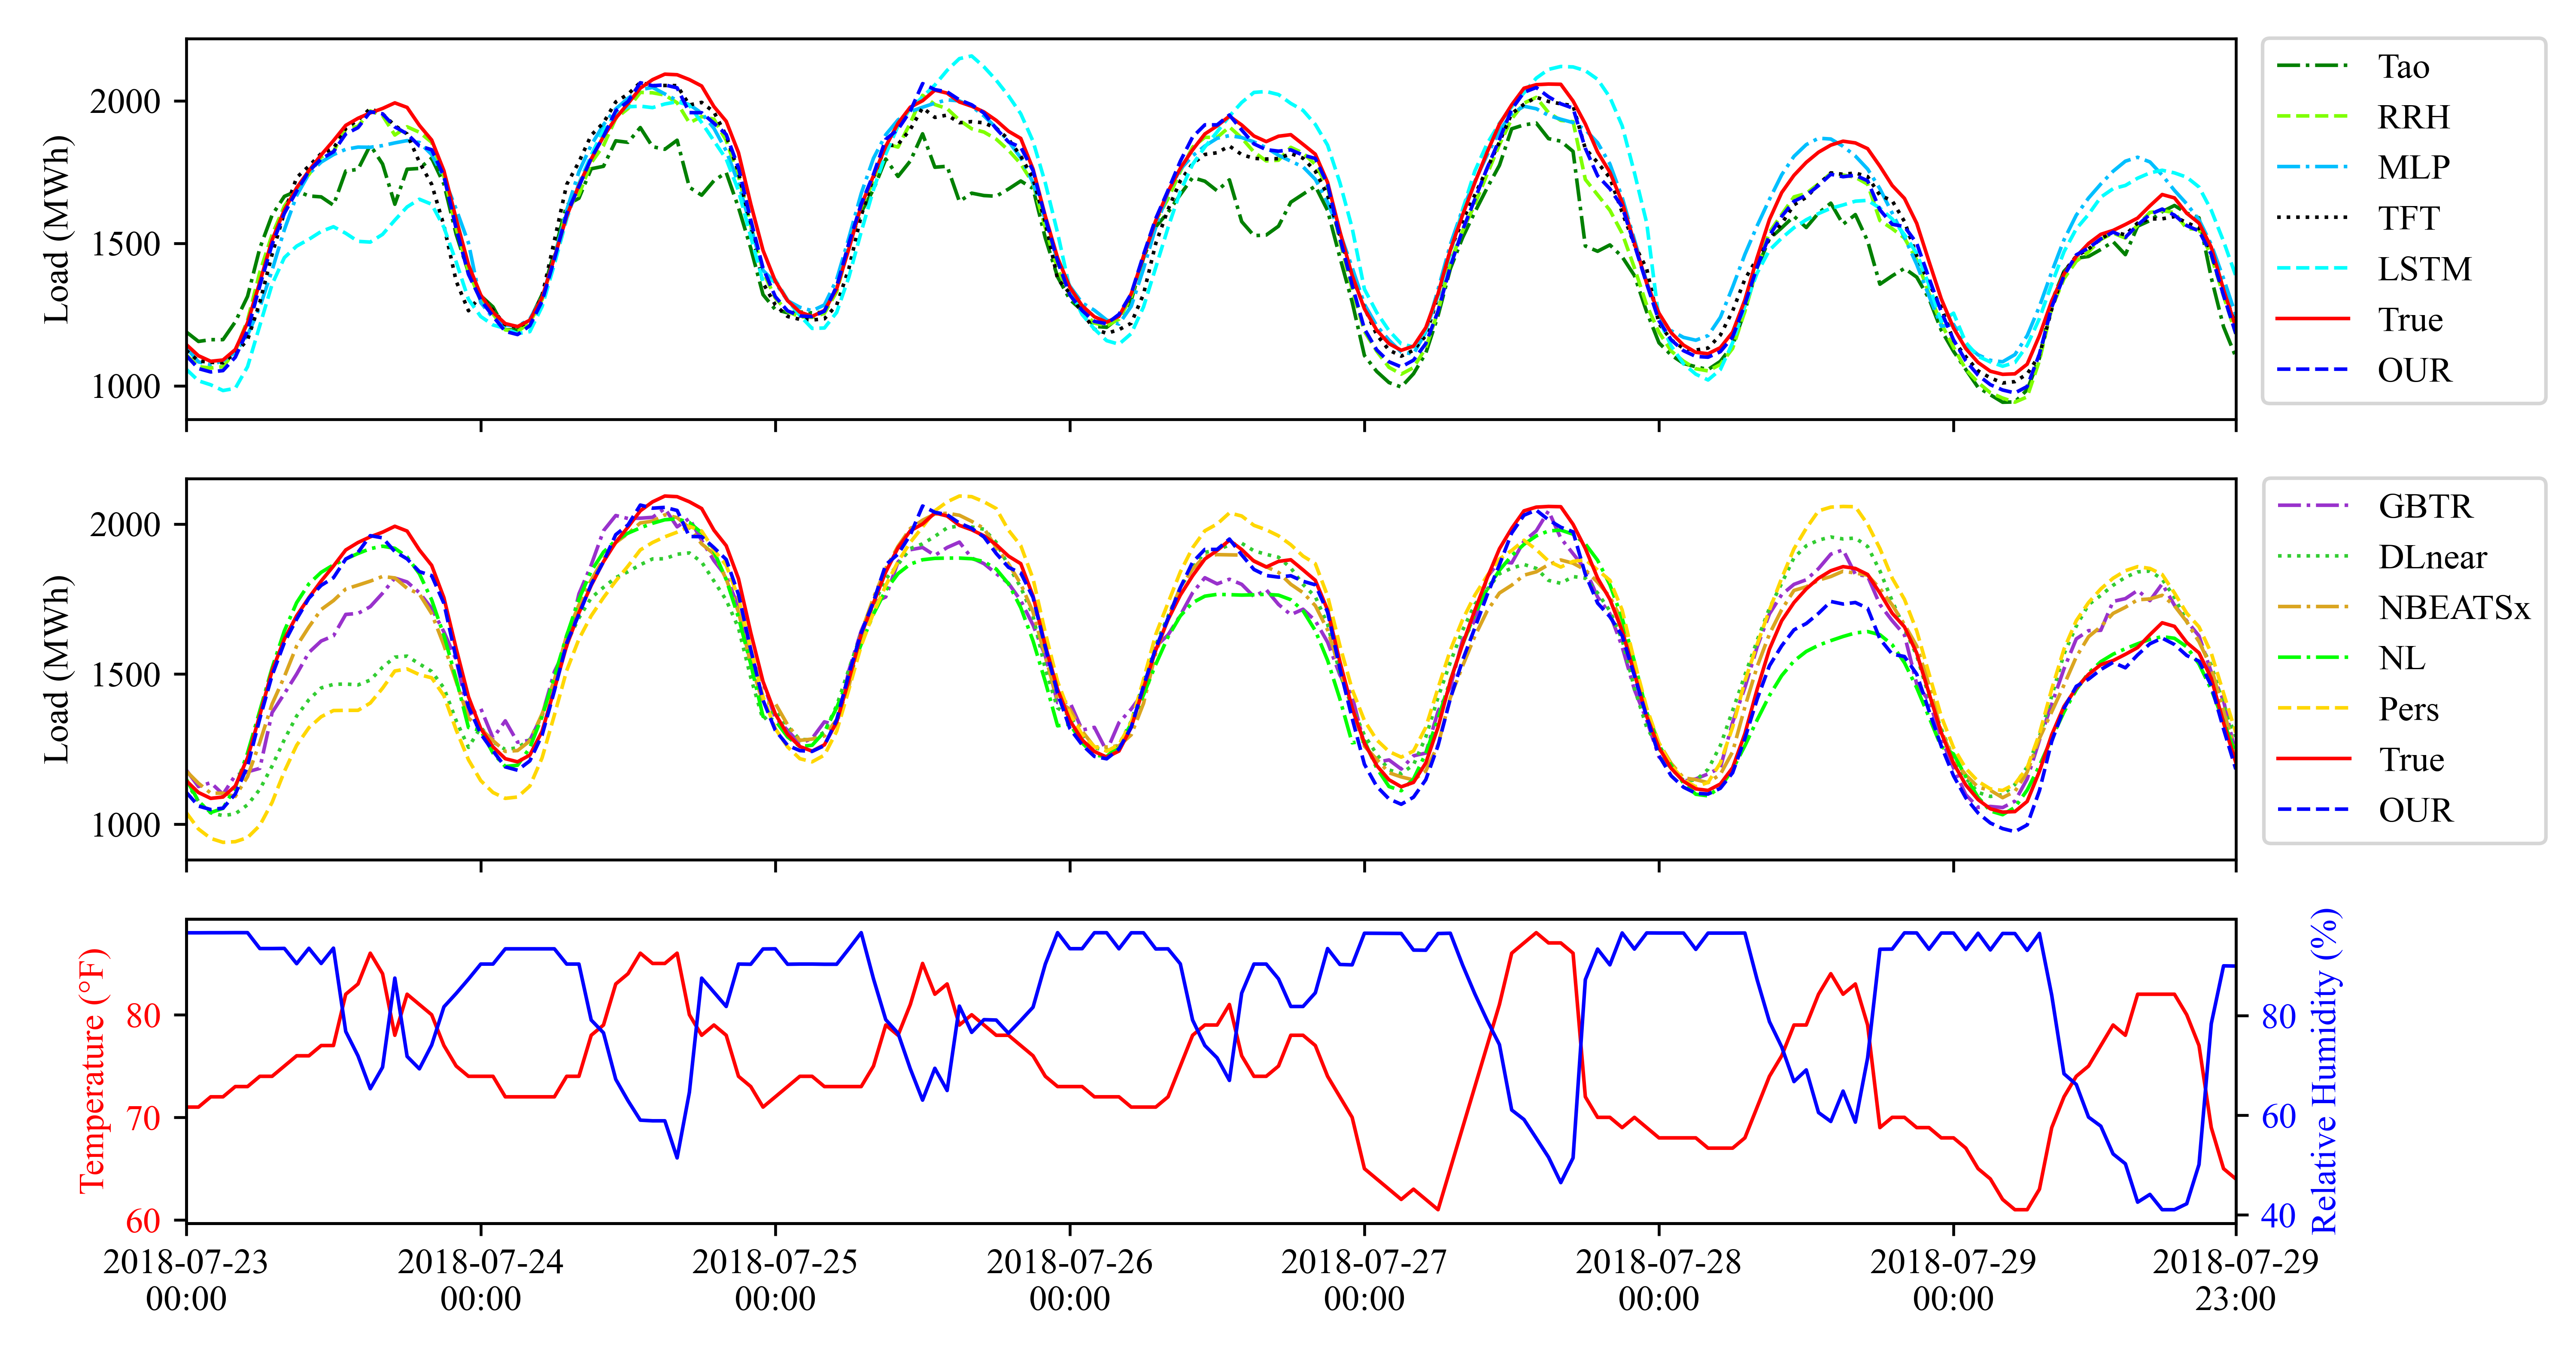 Load (MWh)
2000
1500
1000
Tao
RRH
MLP
TFT
LSTM
True
OUR
Load (MWh)
2000
1500
1000
GBTR
DLnear
NBEATSx
NL
Pers
True
OUR
Temperature (°F)
80
70
60
80
60
40
Relative Humidity (%)
2018-07-23 2018-07-24 2018-07-25 2018-07-26 2018-07-27 2018-07-28 2018-07-29 2018-07-29
00:00 00:00 00:00 00:00 00:00 00:00 00:00 23:00